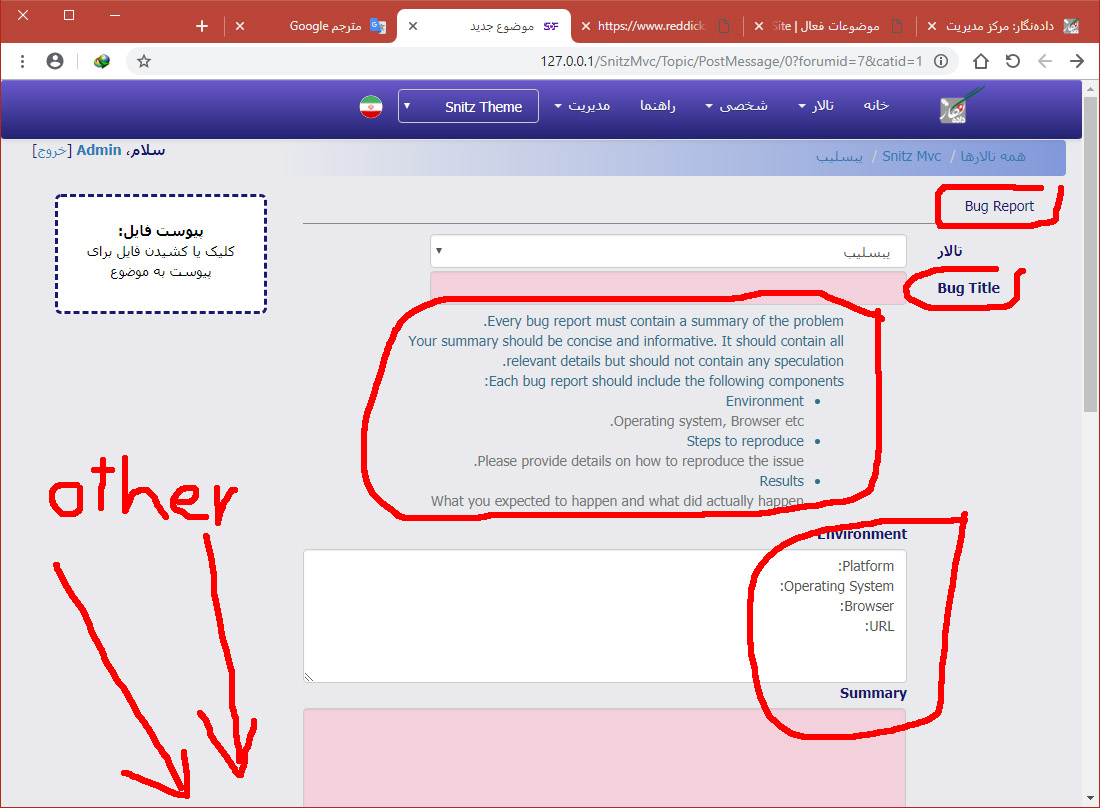 داده‌نگار: مرکز مدیریت
موضوعات فعال | Site
https://www.reddick
موضوع جدید
مترجم Google
127.0.0.1/SnitzMvc/Topic/PostMessage/0?forumid=7&catid=1
خانه
تالار
شخصی
راهنما
مدیریت
Snitz Theme
همه تالارها / Snitz Mvc / ییسلیپ
سلام، Admin [خروج]
Bug Report
پیوست فایل:
کلیک یا کشیدن فایل برای
پیوست به موضوع
تالار
ییسلیپ
Bug Title
.Every bug report must contain a summary of the problem
Your summary should be concise and informative. It should contain all
.relevant details but should not contain any speculation
:Each bug report should include the following components
Environment
.Operating system, Browser etc
Steps to reproduce
.Please provide details on how to reproduce the issue
Results
What you expected to happen and what did actually happen
other
Environment
:Platform
:Operating System
:Browser
:URL
Summary